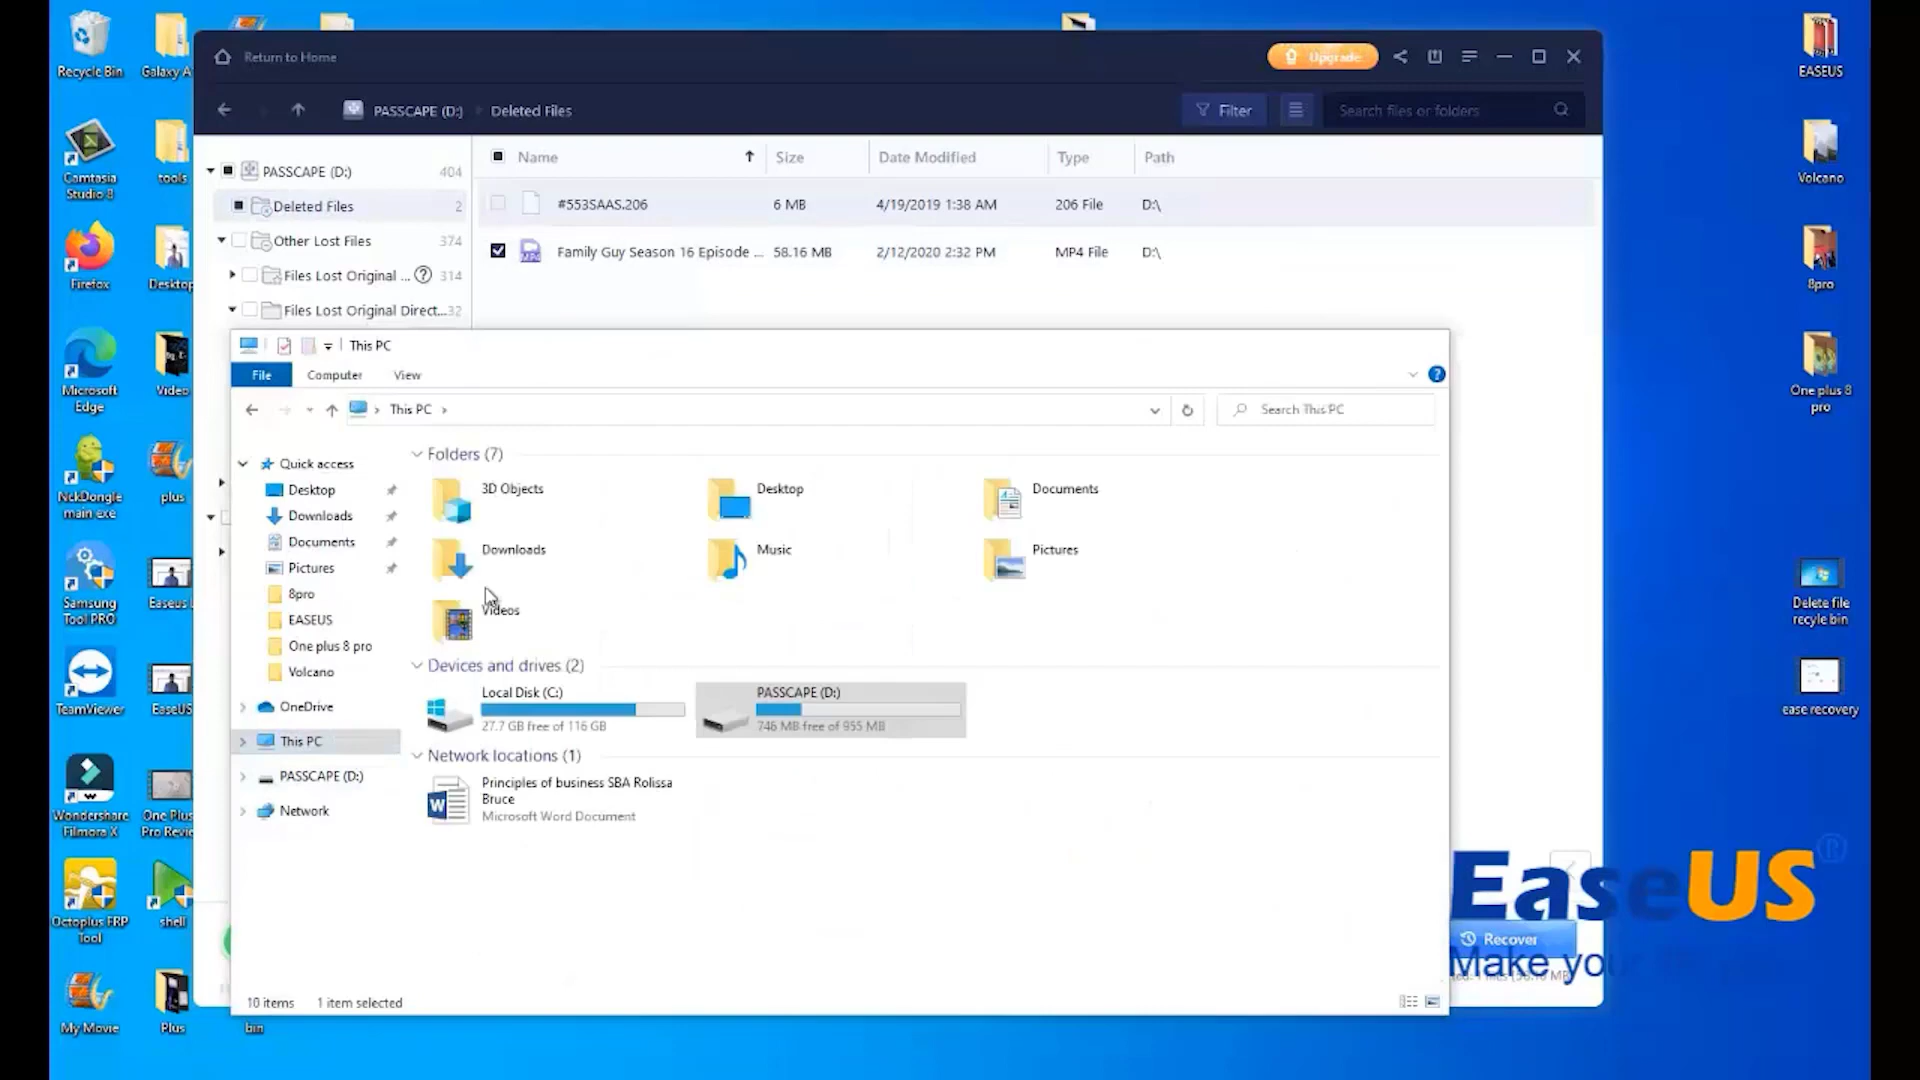 Recycle Bin
Galaxy A
EASEUS
Return to Home
Upgrade
PASSCAPE (D:)
Deleted Files
Filter
Search files or folders
PASSCAPE (D:) 404
Deleted Files 2
Other Lost Files 374
Files Lost Original ... 314
Files Lost Original Direct... 32
Name Size Date Modified Type Path
#553SAAS.206 6 MB 4/19/2019 1:38 AM 206 File D:\
Family Guy Season 16 Episode ... 58.16 MB 2/12/2020 2:32 PM MP4 File D:\
Camtasia
Studio 8
tools
Volcano
Firefox
Desktop
8pro
Microsoft
Edge
Video
One plus 8
pro
NckDongle
main exe
plus
Samsung
Tool PRO
Easeus
Delete file
recyle bin
TeamViewer
EaseUS
ease recovery
Wondershare
Filmora X
One Plus
Pro Revie
Octoplus FRP
Tool
shell
My Movie
Plus
bin
This PC
File Computer View
This PC
Search This PC
Quick access
Desktop
Downloads
Documents
Pictures
8pro
EASEUS
One plus 8 pro
Volcano
OneDrive
This PC
PASSCAPE (D:)
Network
Folders (7)
3D Objects
Desktop
Documents
Downloads
Music
Pictures
Videos
Devices and drives (2)
Local Disk (C:)
27.7 GB free of 116 GB
PASSCAPE (D:)
746 MB free of 955 MB
Network locations (1)
Principles of business SBA Rolissa
Bruce
Microsoft Word Document
10 items 1 item selected
EaseUS®
Recover
Make your